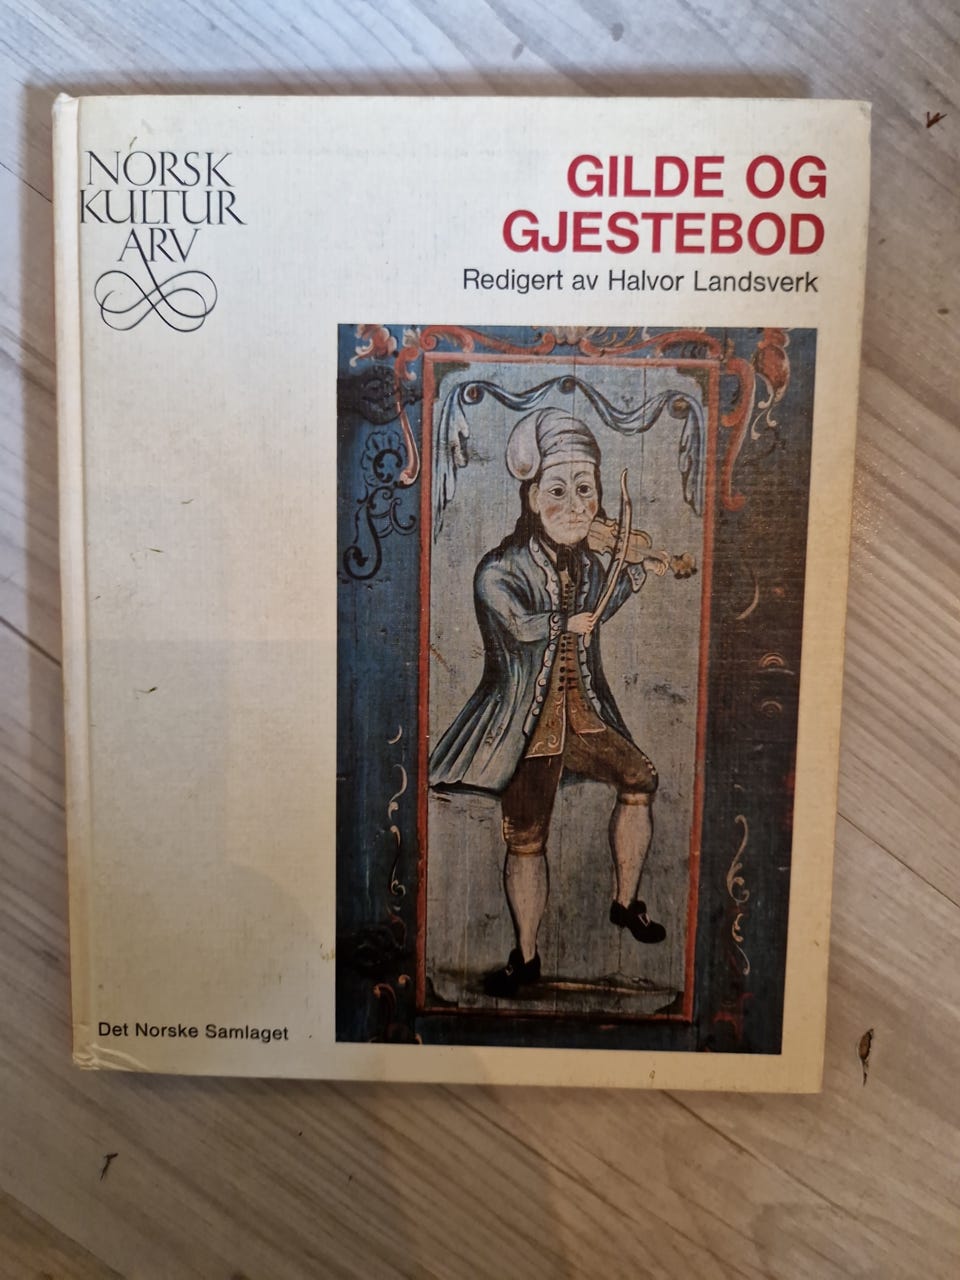 NORSK
KULTUR
ARV
GILDE OG
GJESTEBOD
Redigert av Halvor Landsverk
Det Norske Samlaget